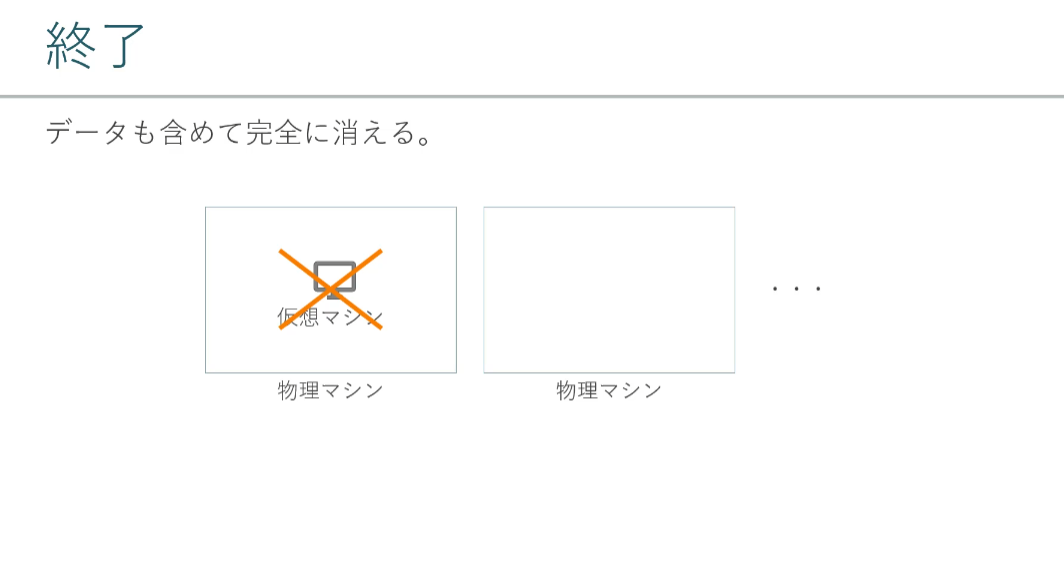 終了
データも含めて完全に消える。
仮想マシン
・・・
物理マシン
物理マシン